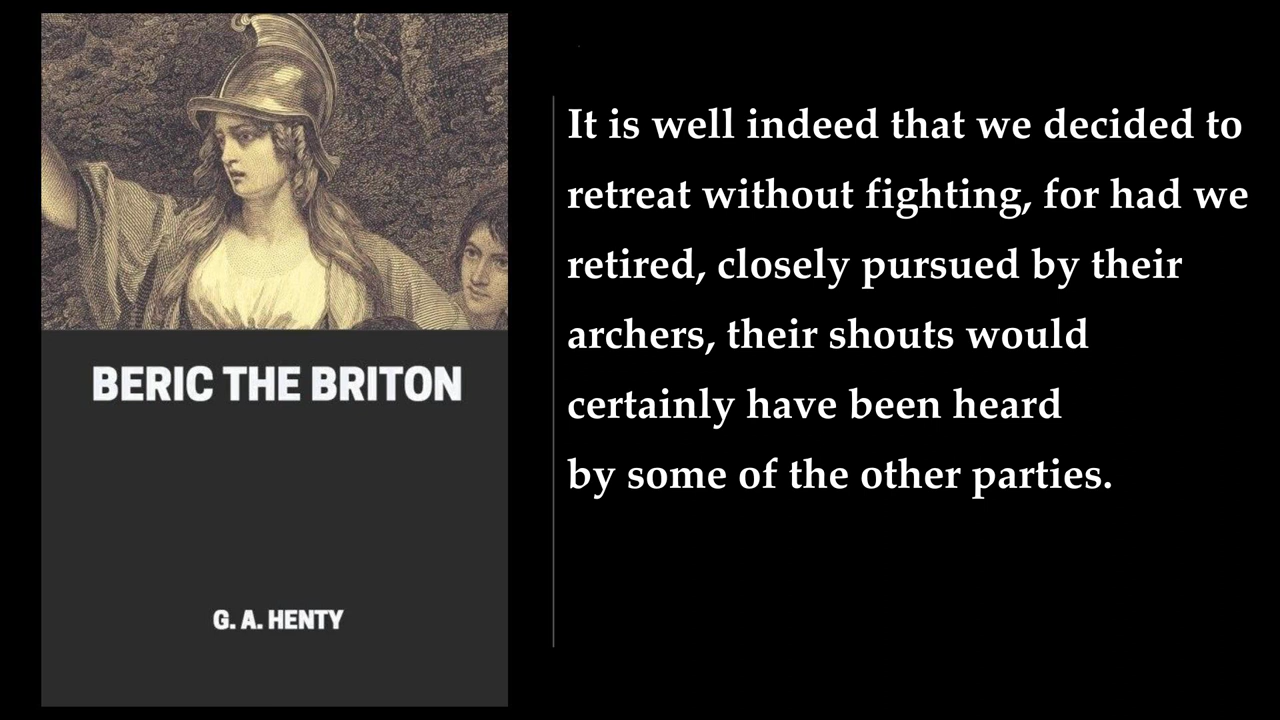 BERIC THE BRITON
G. A. HENTY
It is well indeed that we decided to
retreat without fighting, for had we
retired, closely pursued by their
archers, their shouts would
certainly have been heard
by some of the other parties.